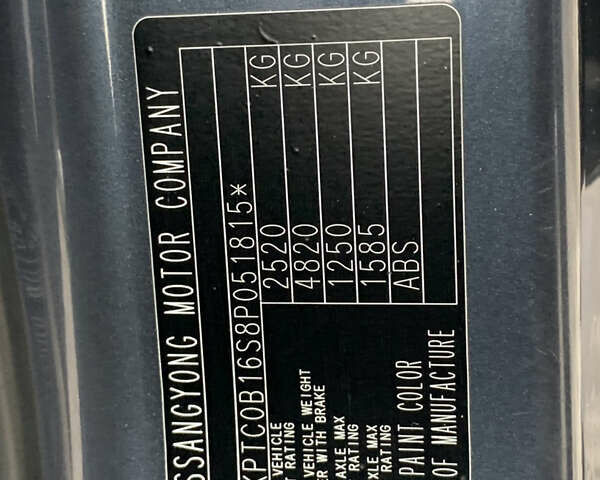 SSANGYONG MOTOR COMPANY
KPTC0B16S8P051815*
VEHICLE
RATING 2520 KG
VEHICLE WEIGHT
WITH BRAKE 4820 KG
AXLE MAX
RATING 1250 KG
AXLE MAX
RATING 1585 KG
PAINT COLOR ABS
OF MANUFACTURE